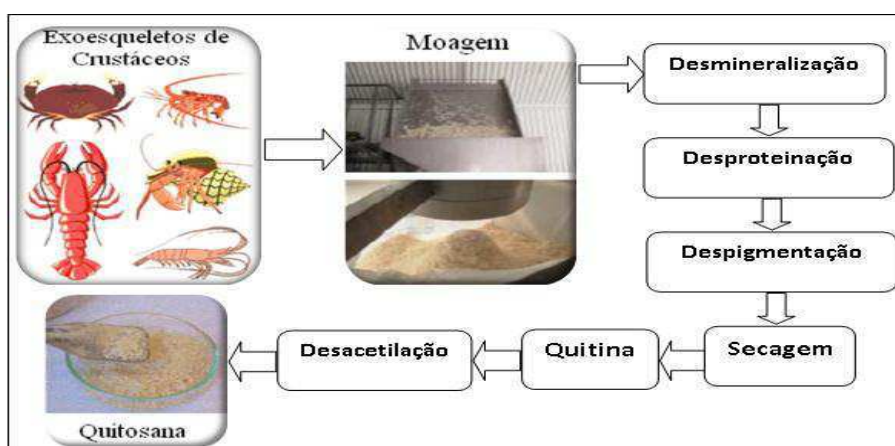 Exoesqueletos de
Crustáceos
Moagem
Desmineralização
Desproteinação
Despigmentação
Secagem
Quitina
Desacetilação
Quitosana